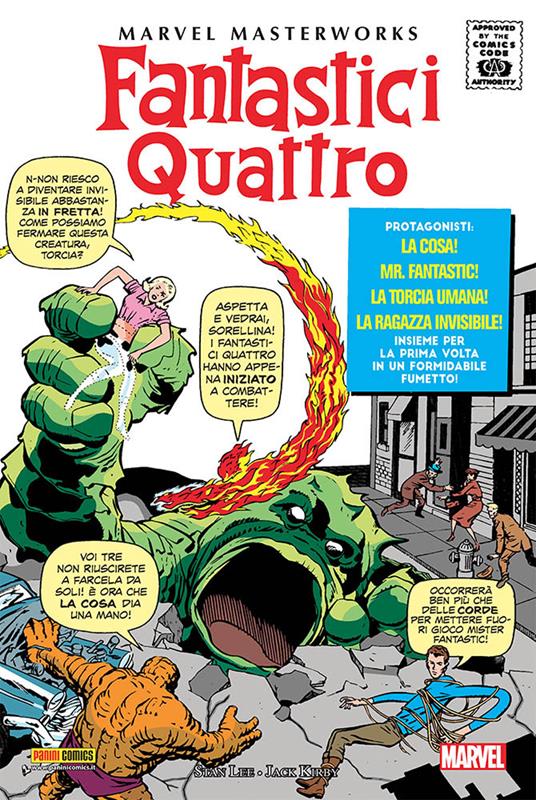 MARVEL MASTERWORKS
APPROVED
BY THE
COMICS
CODE
AUTHORITY
Fantastici
Quattro
N-NON RIESCO
A DIVENTARE INVI-
SIBILE ABBASTAN-
ZA IN FRETTA!
COME POSSIAMO
FERMARE QUESTA
CREATURA,
TORCIA?
PROTAGONISTI:
LA COSA!
MR. FANTASTIC!
LA TORCIA UMANA!
LA RAGAZZA INVISIBILE!
INSIEME PER
LA PRIMA VOLTA
IN UN FORMIDABILE
FUMETTO!
ASPETTA
E VEDRAI,
SORELLINA!
I FANTASTI-
CI QUATTRO
HANNO APPE-
NA INIZIATO
A COMBAT-
TERE!
VOI TRE
NON RIUSCIRETE
A FARCELA DA
SOLI! È ORA CHE
LA COSA DIA
UNA MANO!
OCCORRERÀ
BEN PIÙ CHE
DELLE CORDE
PER METTERE FUO-
RI GIOCO MISTER
FANTASTIC!
PANINI COMICS
www.paninicomics.it
STAN LEE • JACK KIRBY
MARVEL